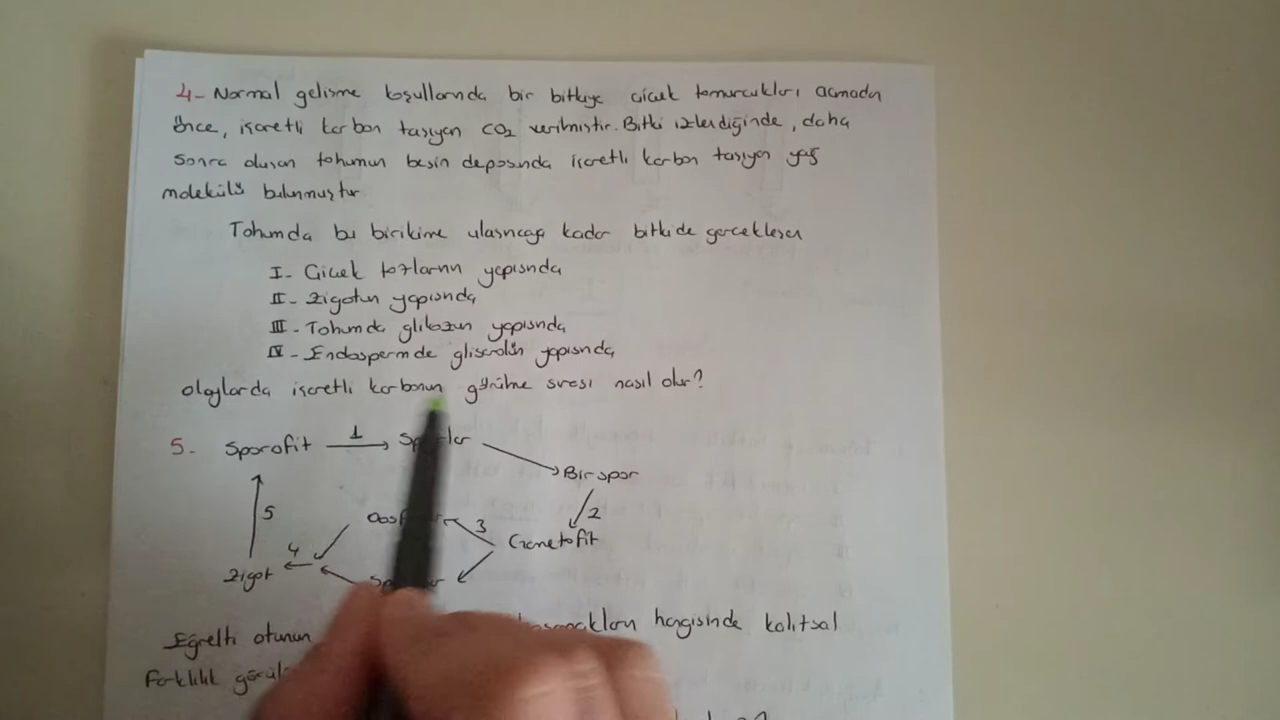 4- Normal gelişme koşullarında bir bitkiye çiçek tomurcukları açmadan
önce, işaretli karbon taşıyan CO2 verilmiştir. Bitki izlendiğinde, daha
sonra oluşan tohumun besin deposunda işaretli karbon taşıyan yağ
molekülü bulunmuştur.
Tohumda bu birikime ulaşıncaya kadar bitkide gerçekleşen
I- Çiçek tozlarının yapısında
II- Zigotun yapısında
III- Tohumda glikozun yapısında
IV- Endospermde gliserolün yapısında
olaylarda işaretli karbonun görülme sırası nasıl olur?
5. Sporofit 1 Sporlar
Bir spor
5 3 2
Gametofit
4
Zigot
Eğrelti otunun hangisinde kalıtsal
farklılık